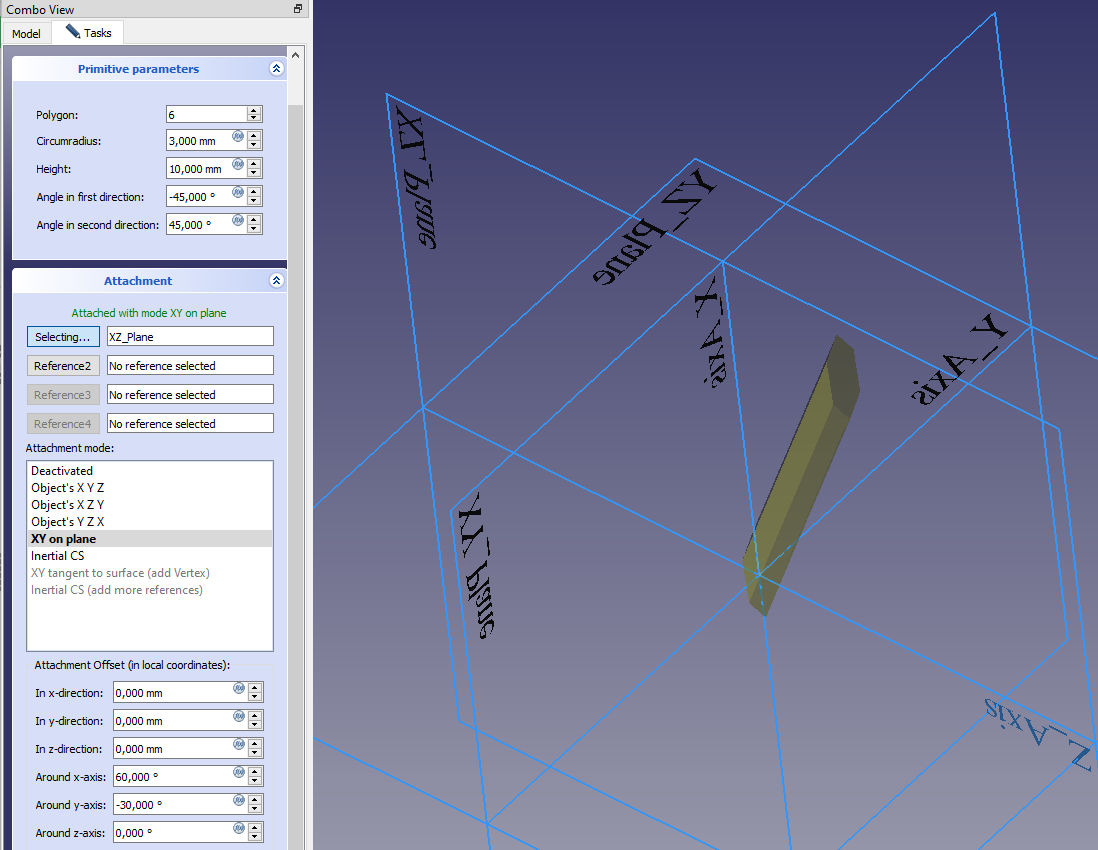 Combo View
Model
Tasks
Primitive parameters
Polygon: 6
Circumradius: 3,000 mm
Height: 10,000 mm
Angle in first direction: -45,000 °
Angle in second direction: 45,000 °
Attachment
Attached with mode XY on plane
Selecting... XZ_Plane
Reference2 No reference selected
Reference3 No reference selected
Reference4 No reference selected
Attachment mode:
Deactivated
Object's X Y Z
Object's X Z Y
Object's Y Z X
XY on plane
Inertial CS
XY tangent to surface (add Vertex)
Inertial CS (add more references)
Attachment Offset (in local coordinates):
In x-direction: 0,000 mm
In y-direction: 0,000 mm
In z-direction: 0,000 mm
Around x-axis: 60,000 °
Around y-axis: -30,000 °
Around z-axis: 0,000 °
X_Axis
Y_Axis
Z_Axis